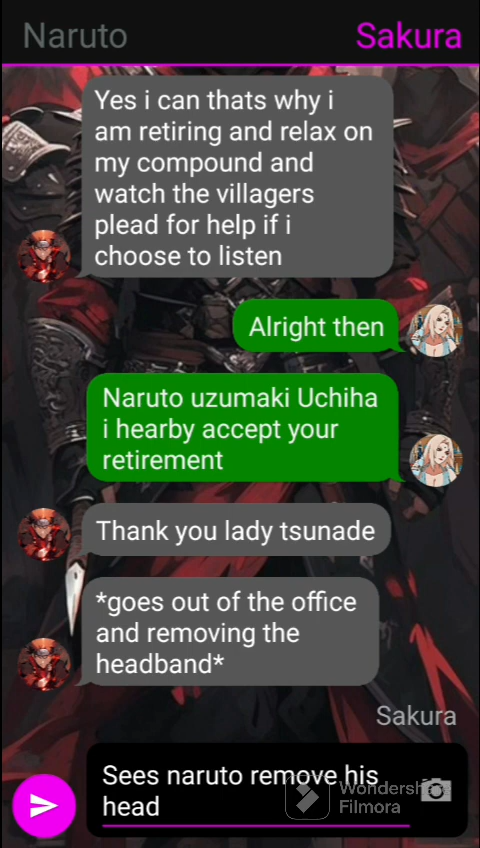 Naruto
Sakura
Yes i can thats why i
am retiring and relax on
my compound and
watch the villagers
plead for help if i
choose to listen
Alright then
Naruto uzumaki Uchiha
i hearby accept your
retirement
Thank you lady tsunade
*goes out of the office
and removing the
headband*
Sakura
Sees naruto remove his
head
Wondershare
Filmora